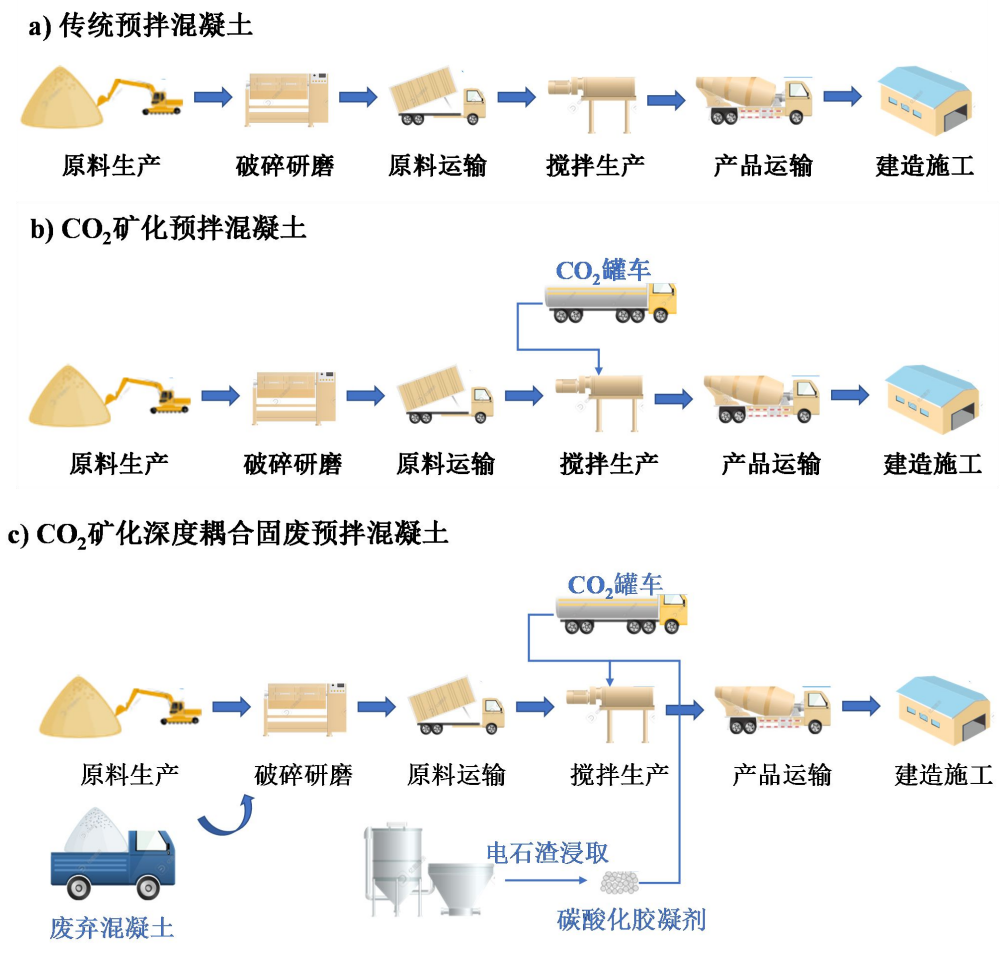 a) 传统预拌混凝土
原料生产 破碎研磨 原料运输 搅拌生产 产品运输 建造施工
b) CO₂矿化预拌混凝土
CO₂罐车
原料生产 破碎研磨 原料运输 搅拌生产 产品运输 建造施工
c) CO₂矿化深度耦合固废预拌混凝土
CO₂罐车
原料生产 破碎研磨 原料运输 搅拌生产 产品运输 建造施工
电石渣浸取
废弃混凝土 碳酸化胶凝剂